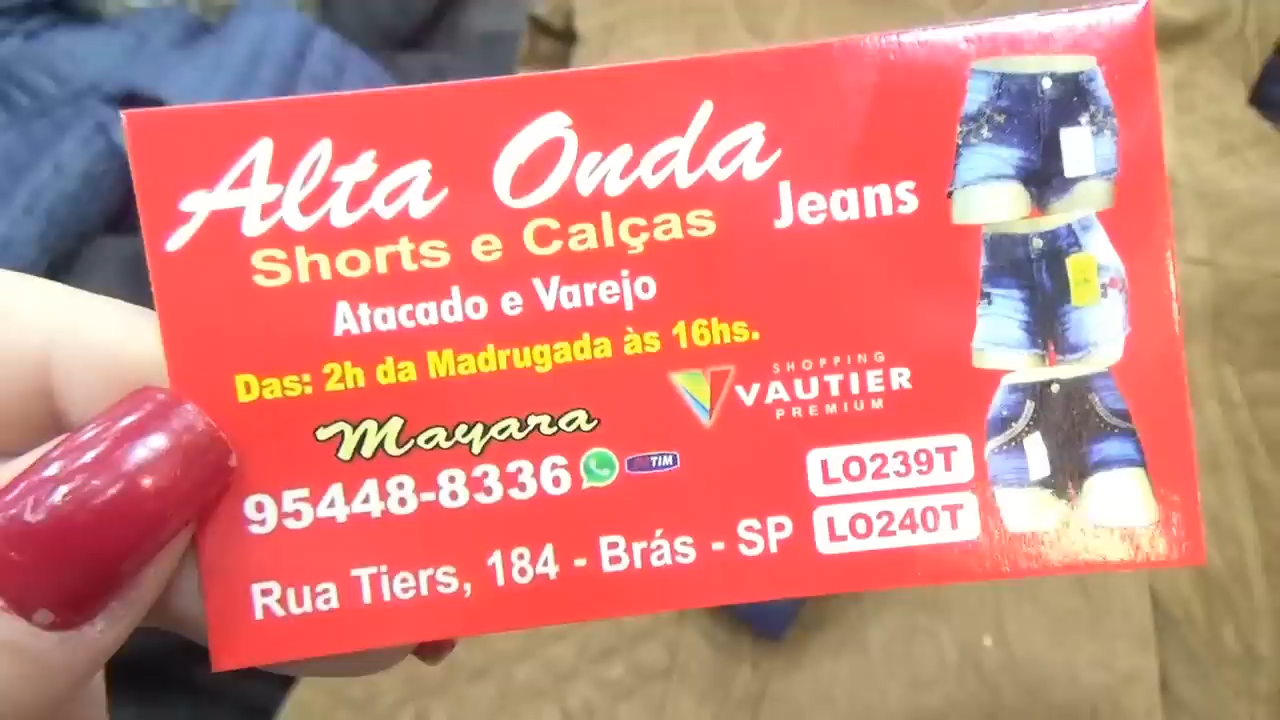 Alta Onda
Jeans
Shorts e Calças
Atacado e Varejo
Das: 2h da Madrugada às 16hs.
SHOPPING
VAUTIER
PREMIUM
Mayara
95448-8336
TIM
LO239T
LO240T
Rua Tiers, 184 - Brás - SP